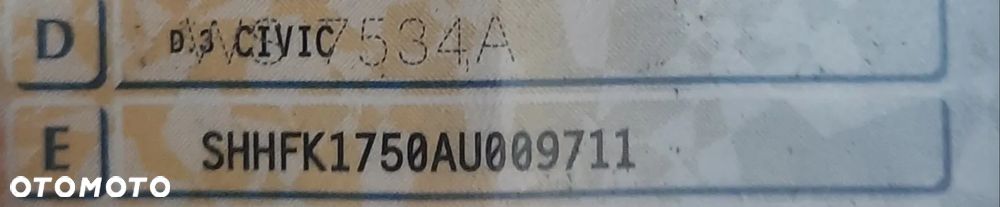 D D.3 CIVIC 7534A
E SHHFK1750AU009711
OTOMOTO